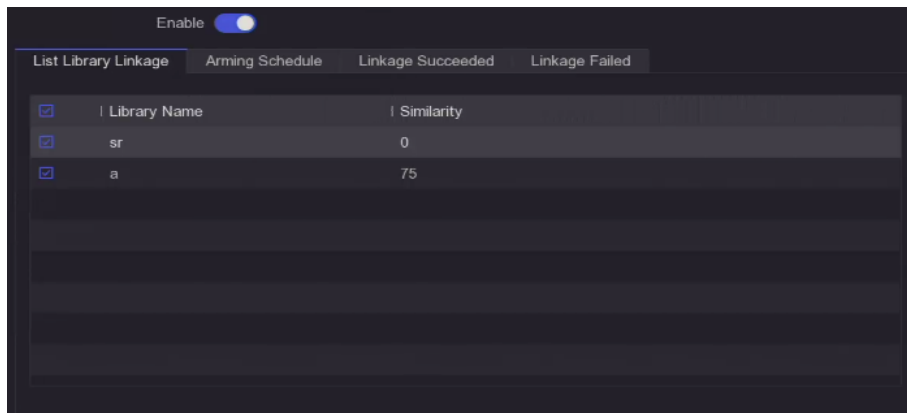 Enable
List Library Linkage Arming Schedule Linkage Succeeded Linkage Failed
Library Name Similarity
sr 0
a 75